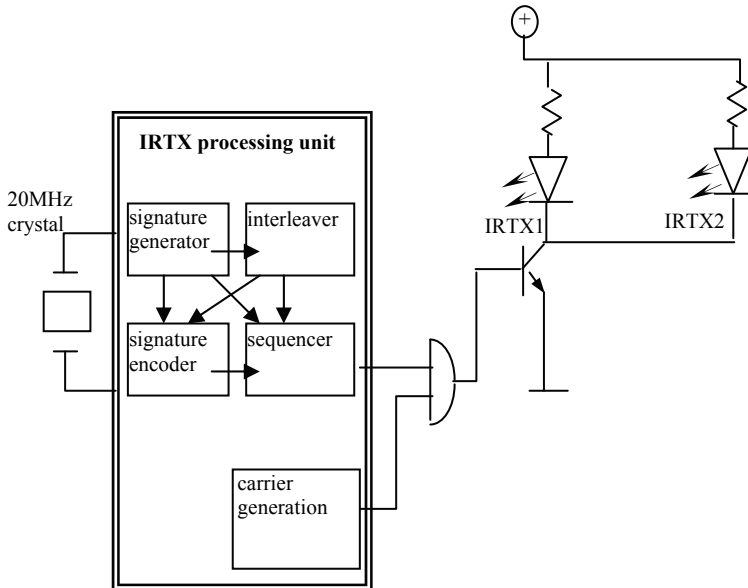 +
IRTX processing unit
20MHz
crystal
signature
generator
interleaver
IRTX1
IRTX2
signature
encoder
sequencer
carrier
generation